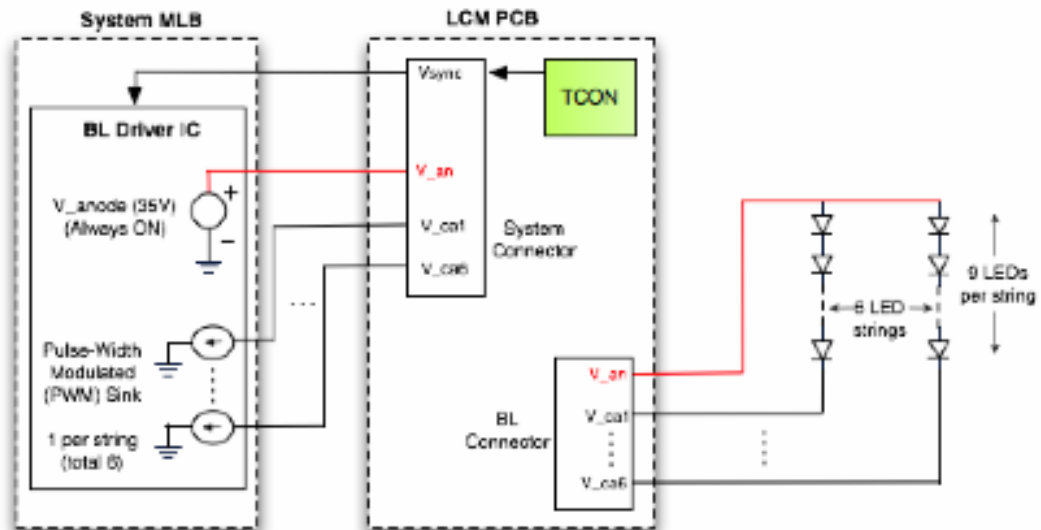 System MLB
LCM PCB
Vsync
TCON
BL Driver IC
V_an
V_anode (35V)
(Always ON)
+
−
V_ca1
System
Connector
V_ca6
...
9 LEDs
per string
6 LED
strings
Pulse-Width
Modulated
(PWM) Sink
V_an
V_ca1
BL
Connector
1 per string
(total 6)
V_ca6